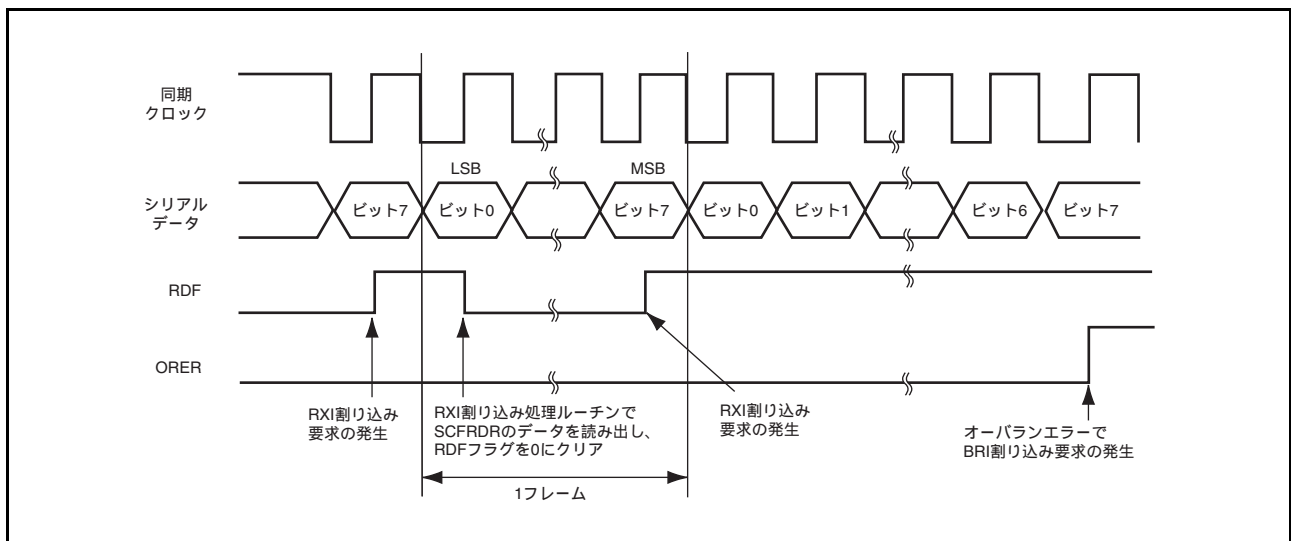 同期
クロック
LSB
MSB
シリアル
データ
ビット7
ビット0
ビット7
ビット0
ビット1
ビット6
ビット7
RDF
ORER
RXI割り込み
要求の発生
RXI割り込み処理ルーチンで
SCFRDRのデータを読み出し、
RDFフラグを0にクリア
RXI割り込み
要求の発生
オーバランエラーで
BRI割り込み要求の発生
1フレーム